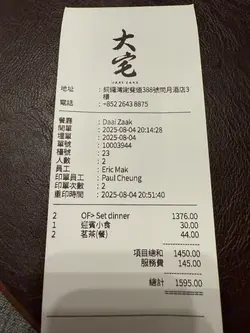 大宅
DAAI ZAAK
地址 : 銅鑼灣謝斐道388號問月酒店3樓
電話 : +852 2643 8875
餐廳 : Daai Zaak
開單 : 2025-08-04 20:14:28
埋單 : 2025-08-04
單號 : 10003944
檯號 : 23
人數 : 2
員工 : Eric Mak
印單員工 : Paul Cheung
印單次數 : 2
重印時間 : 2025-08-04 20:51:40
2 OF> Set dinner 1376.00
1 迎賓小食 30.00
2 茗茶(餐) 44.00
項目總和 1450.00
服務費 145.00
總計 1595.00